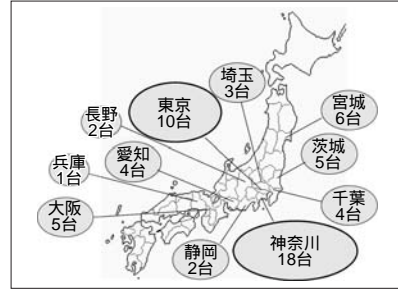 埼玉
3台
東京
10台
宮城
6台
長野
2台
茨城
5台
愛知
4台
兵庫
1台
千葉
4台
大阪
5台
神奈川
18台
静岡
2台